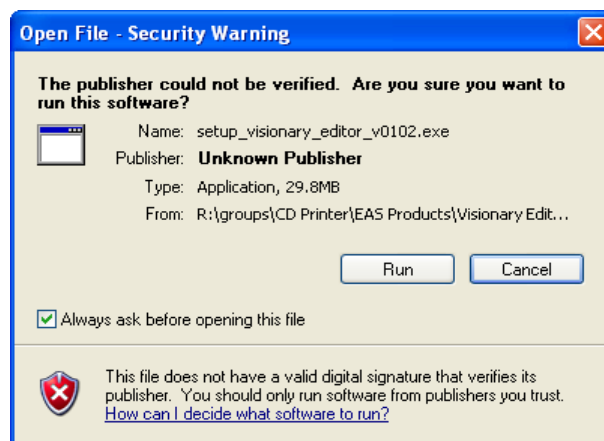 Open File - Security Warning
The publisher could not be verified. Are you sure you want to
run this software?
Name: setup_visionary_editor_v0102.exe
Publisher: Unknown Publisher
Type: Application, 29.8MB
From: R:\groups\CD Printer\EAS Products\Visionary Edit...
Run Cancel
Always ask before opening this file
This file does not have a valid digital signature that verifies its
publisher. You should only run software from publishers you trust.
How can I decide what software to run?